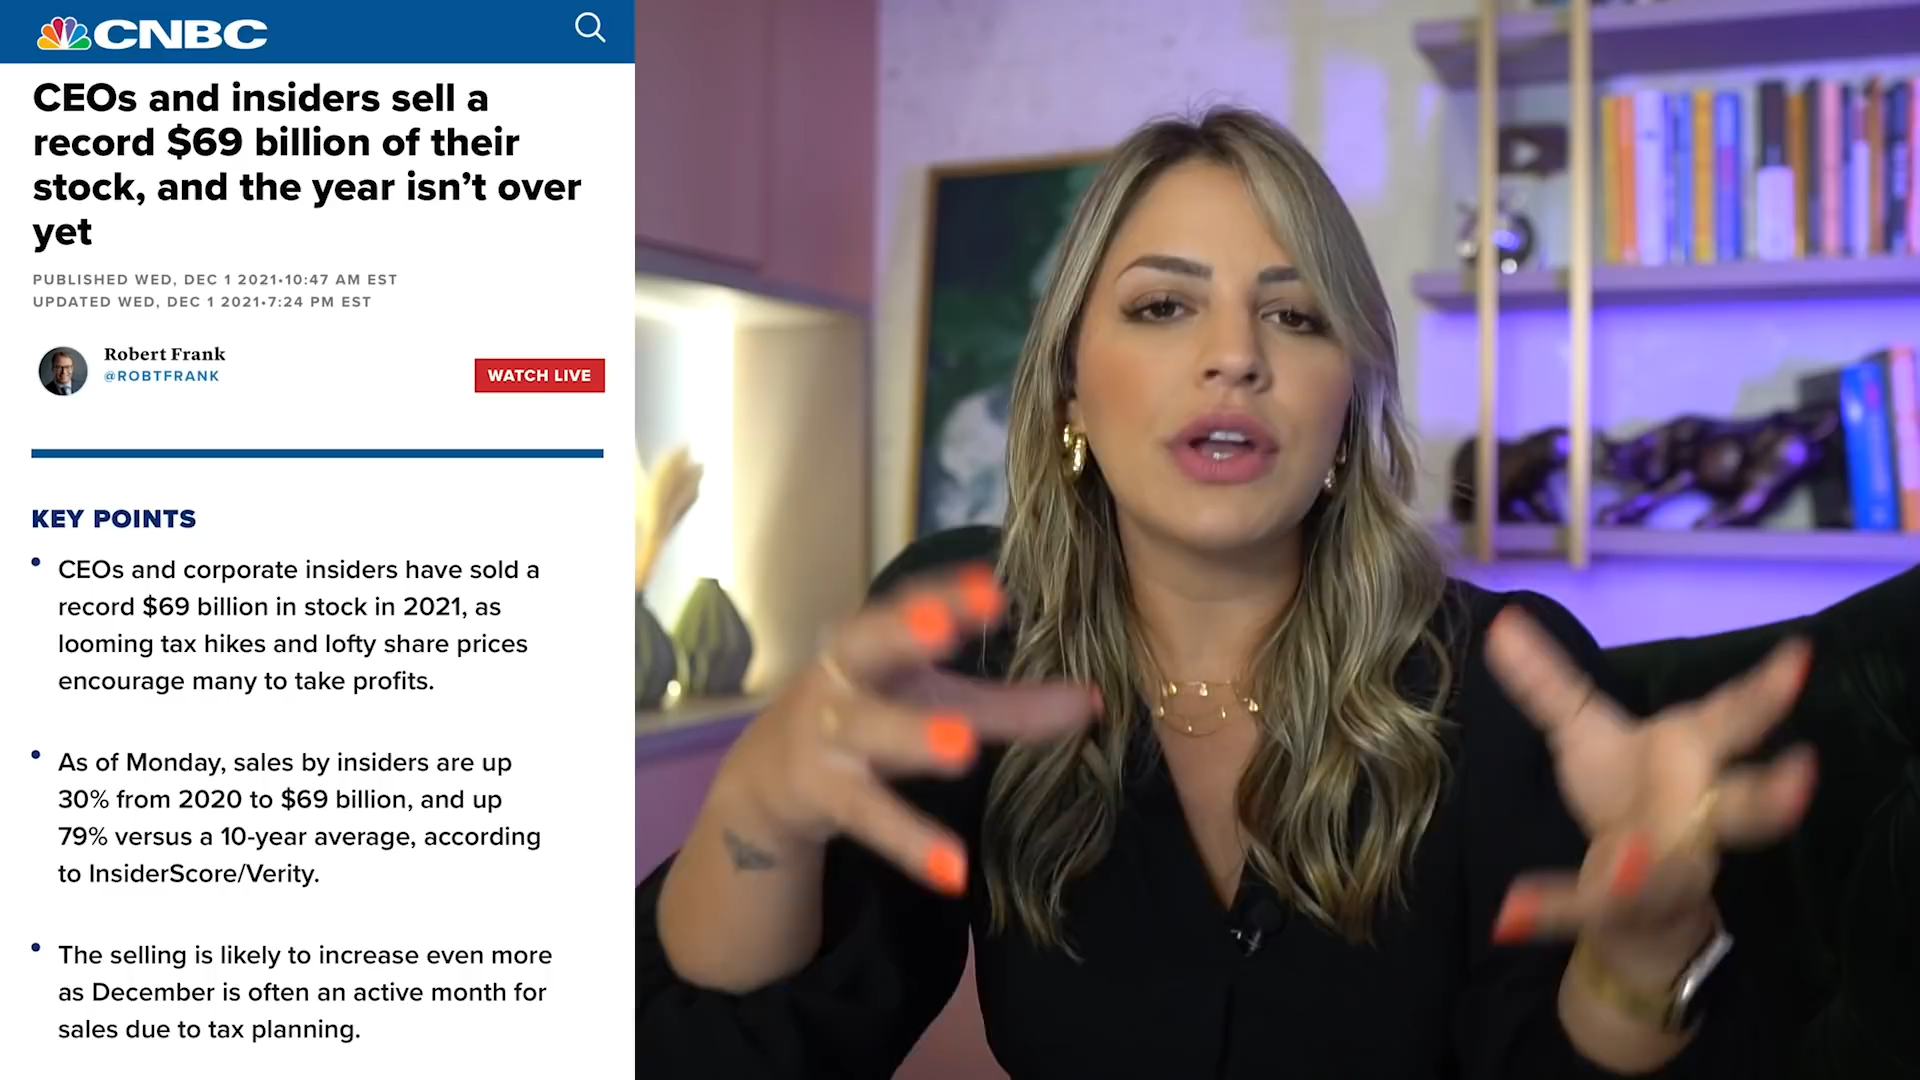 CNBC
CEOs and insiders sell a
record $69 billion of their
stock, and the year isn’t over
yet
PUBLISHED WED, DEC 1 2021•10:47 AM EST
UPDATED WED, DEC 1 2021•7:24 PM EST
Robert Frank
@ROBTFRANK
WATCH LIVE
KEY POINTS
• CEOs and corporate insiders have sold a
record $69 billion in stock in 2021, as
looming tax hikes and lofty share prices
encourage many to take profits.
• As of Monday, sales by insiders are up
30% from 2020 to $69 billion, and up
79% versus a 10-year average, according
to InsiderScore/Verity.
• The selling is likely to increase even more
as December is often an active month for
sales due to tax planning.